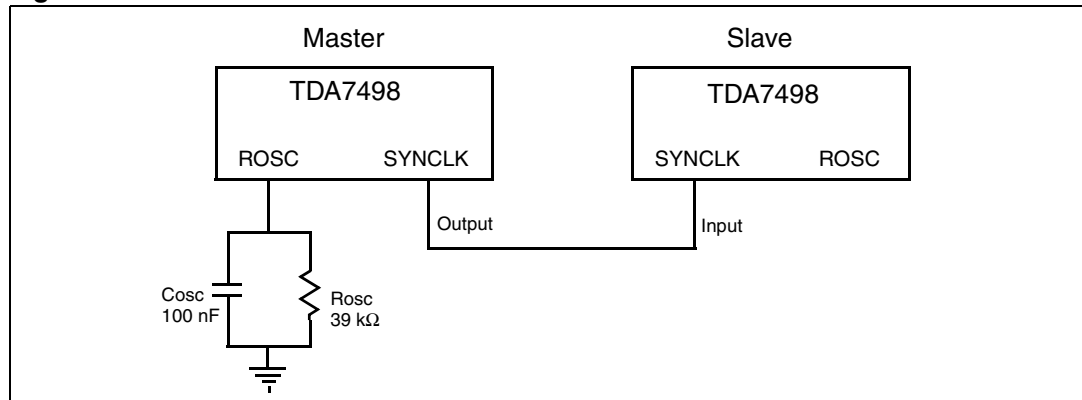 Master
Slave
TDA7498
TDA7498
ROSC
SYNCLK
SYNCLK
ROSC
Output
Input
Cosc
100 nF
Rosc
39 kΩ